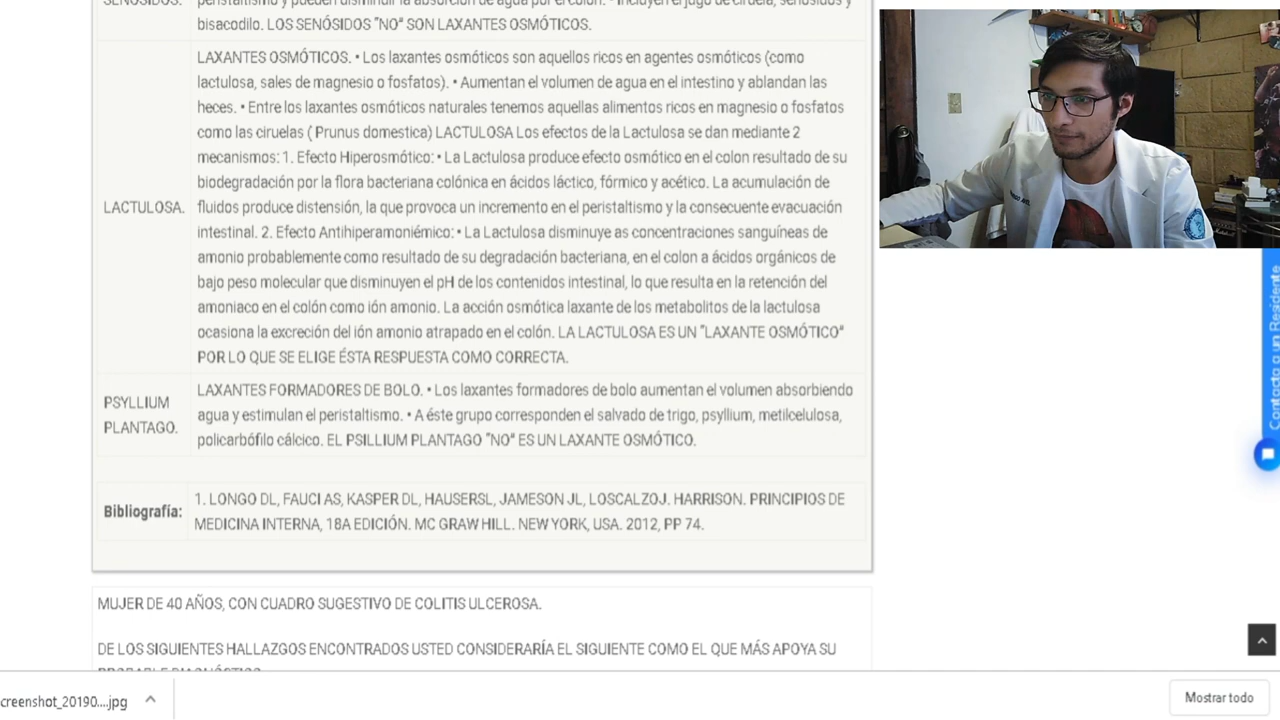 SENÓSIDOS.
peristaltismo y pueden disminuir la absorción de agua por el colon. • Incluyen el jugo de ciruela, senósidos y
bisacodilo. LOS SENÓSIDOS "NO" SON LAXANTES OSMÓTICOS.
LACTULOSA.
LAXANTES OSMÓTICOS. • Los laxantes osmóticos son aquellos ricos en agentes osmóticos (como
lactulosa, sales de magnesio o fosfatos). • Aumentan el volumen de agua en el intestino y ablandan las
heces. • Entre los laxantes osmóticos naturales tenemos aquellas alimentos ricos en magnesio o fosfatos
como las ciruelas ( Prunus domestica) LACTULOSA Los efectos de la Lactulosa se dan mediante 2
mecanismos: 1. Efecto Hiperosmótico: • La Lactulosa produce efecto osmótico en el colon resultado de su
biodegradación por la flora bacteriana colónica en ácidos láctico, fórmico y acético. La acumulación de
fluidos produce distensión, la que provoca un incremento en el peristaltismo y la consecuente evacuación
intestinal. 2. Efecto Antihiperamoniémico: • La Lactulosa disminuye as concentraciones sanguíneas de
amonio probablemente como resultado de su degradación bacteriana, en el colon a ácidos orgánicos de
bajo peso molecular que disminuyen el pH de los contenidos intestinal, lo que resulta en la retención del
amoniaco en el colón como ión amonio. La acción osmótica laxante de los metabolitos de la lactulosa
ocasiona la excreción del ión amonio atrapado en el colón. LA LACTULOSA ES UN "LAXANTE OSMÓTICO"
POR LO QUE SE ELIGE ÉSTA RESPUESTA COMO CORRECTA.
PSYLLIUM
PLANTAGO.
LAXANTES FORMADORES DE BOLO. • Los laxantes formadores de bolo aumentan el volumen absorbiendo
agua y estimulan el peristaltismo. • A éste grupo corresponden el salvado de trigo, psyllium, metilcelulosa,
policarbófilo cálcico. EL PSILLIUM PLANTAGO "NO" ES UN LAXANTE OSMÓTICO.
Bibliografía:
1. LONGO DL, FAUCI AS, KASPER DL, HAUSERSL, JAMESON JL, LOSCALZOJ. HARRISON. PRINCIPIOS DE
MEDICINA INTERNA, 18A EDICIÓN. MC GRAW HILL. NEW YORK, USA. 2012, PP 74.
MUJER DE 40 AÑOS, CON CUADRO SUGESTIVO DE COLITIS ULCEROSA.
DE LOS SIGUIENTES HALLAZGOS ENCONTRADOS USTED CONSIDERARÍA EL SIGUIENTE COMO EL QUE MÁS APOYA SU
PROBABLE DIAGNÓSTICO
Contacto a un Residente
creenshot_20190....jpg
Mostrar todo